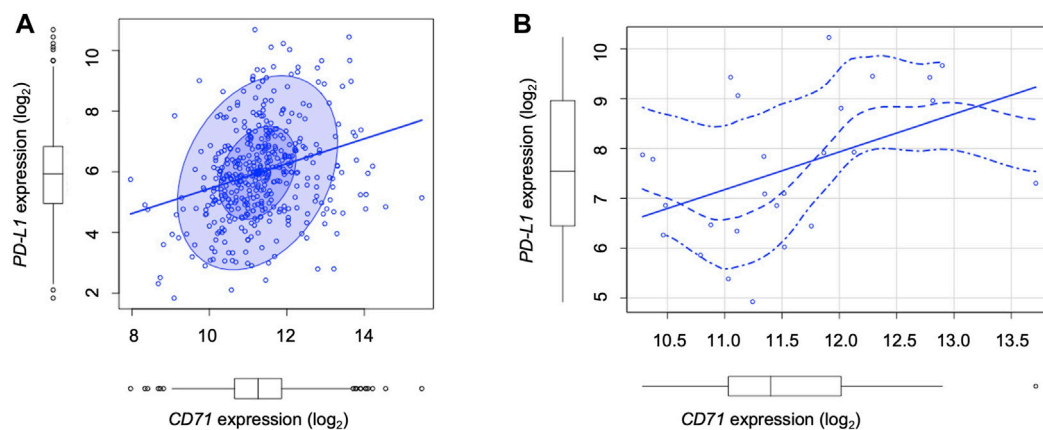 A
PD-L1 expression (log2)
10
8
6
4
2
8 10 12 14
CD71 expression (log2)
B
PD-L1 expression (log2)
10
9
8
7
6
5
10.5 11.0 11.5 12.0 12.5 13.0 13.5
CD71 expression (log2)